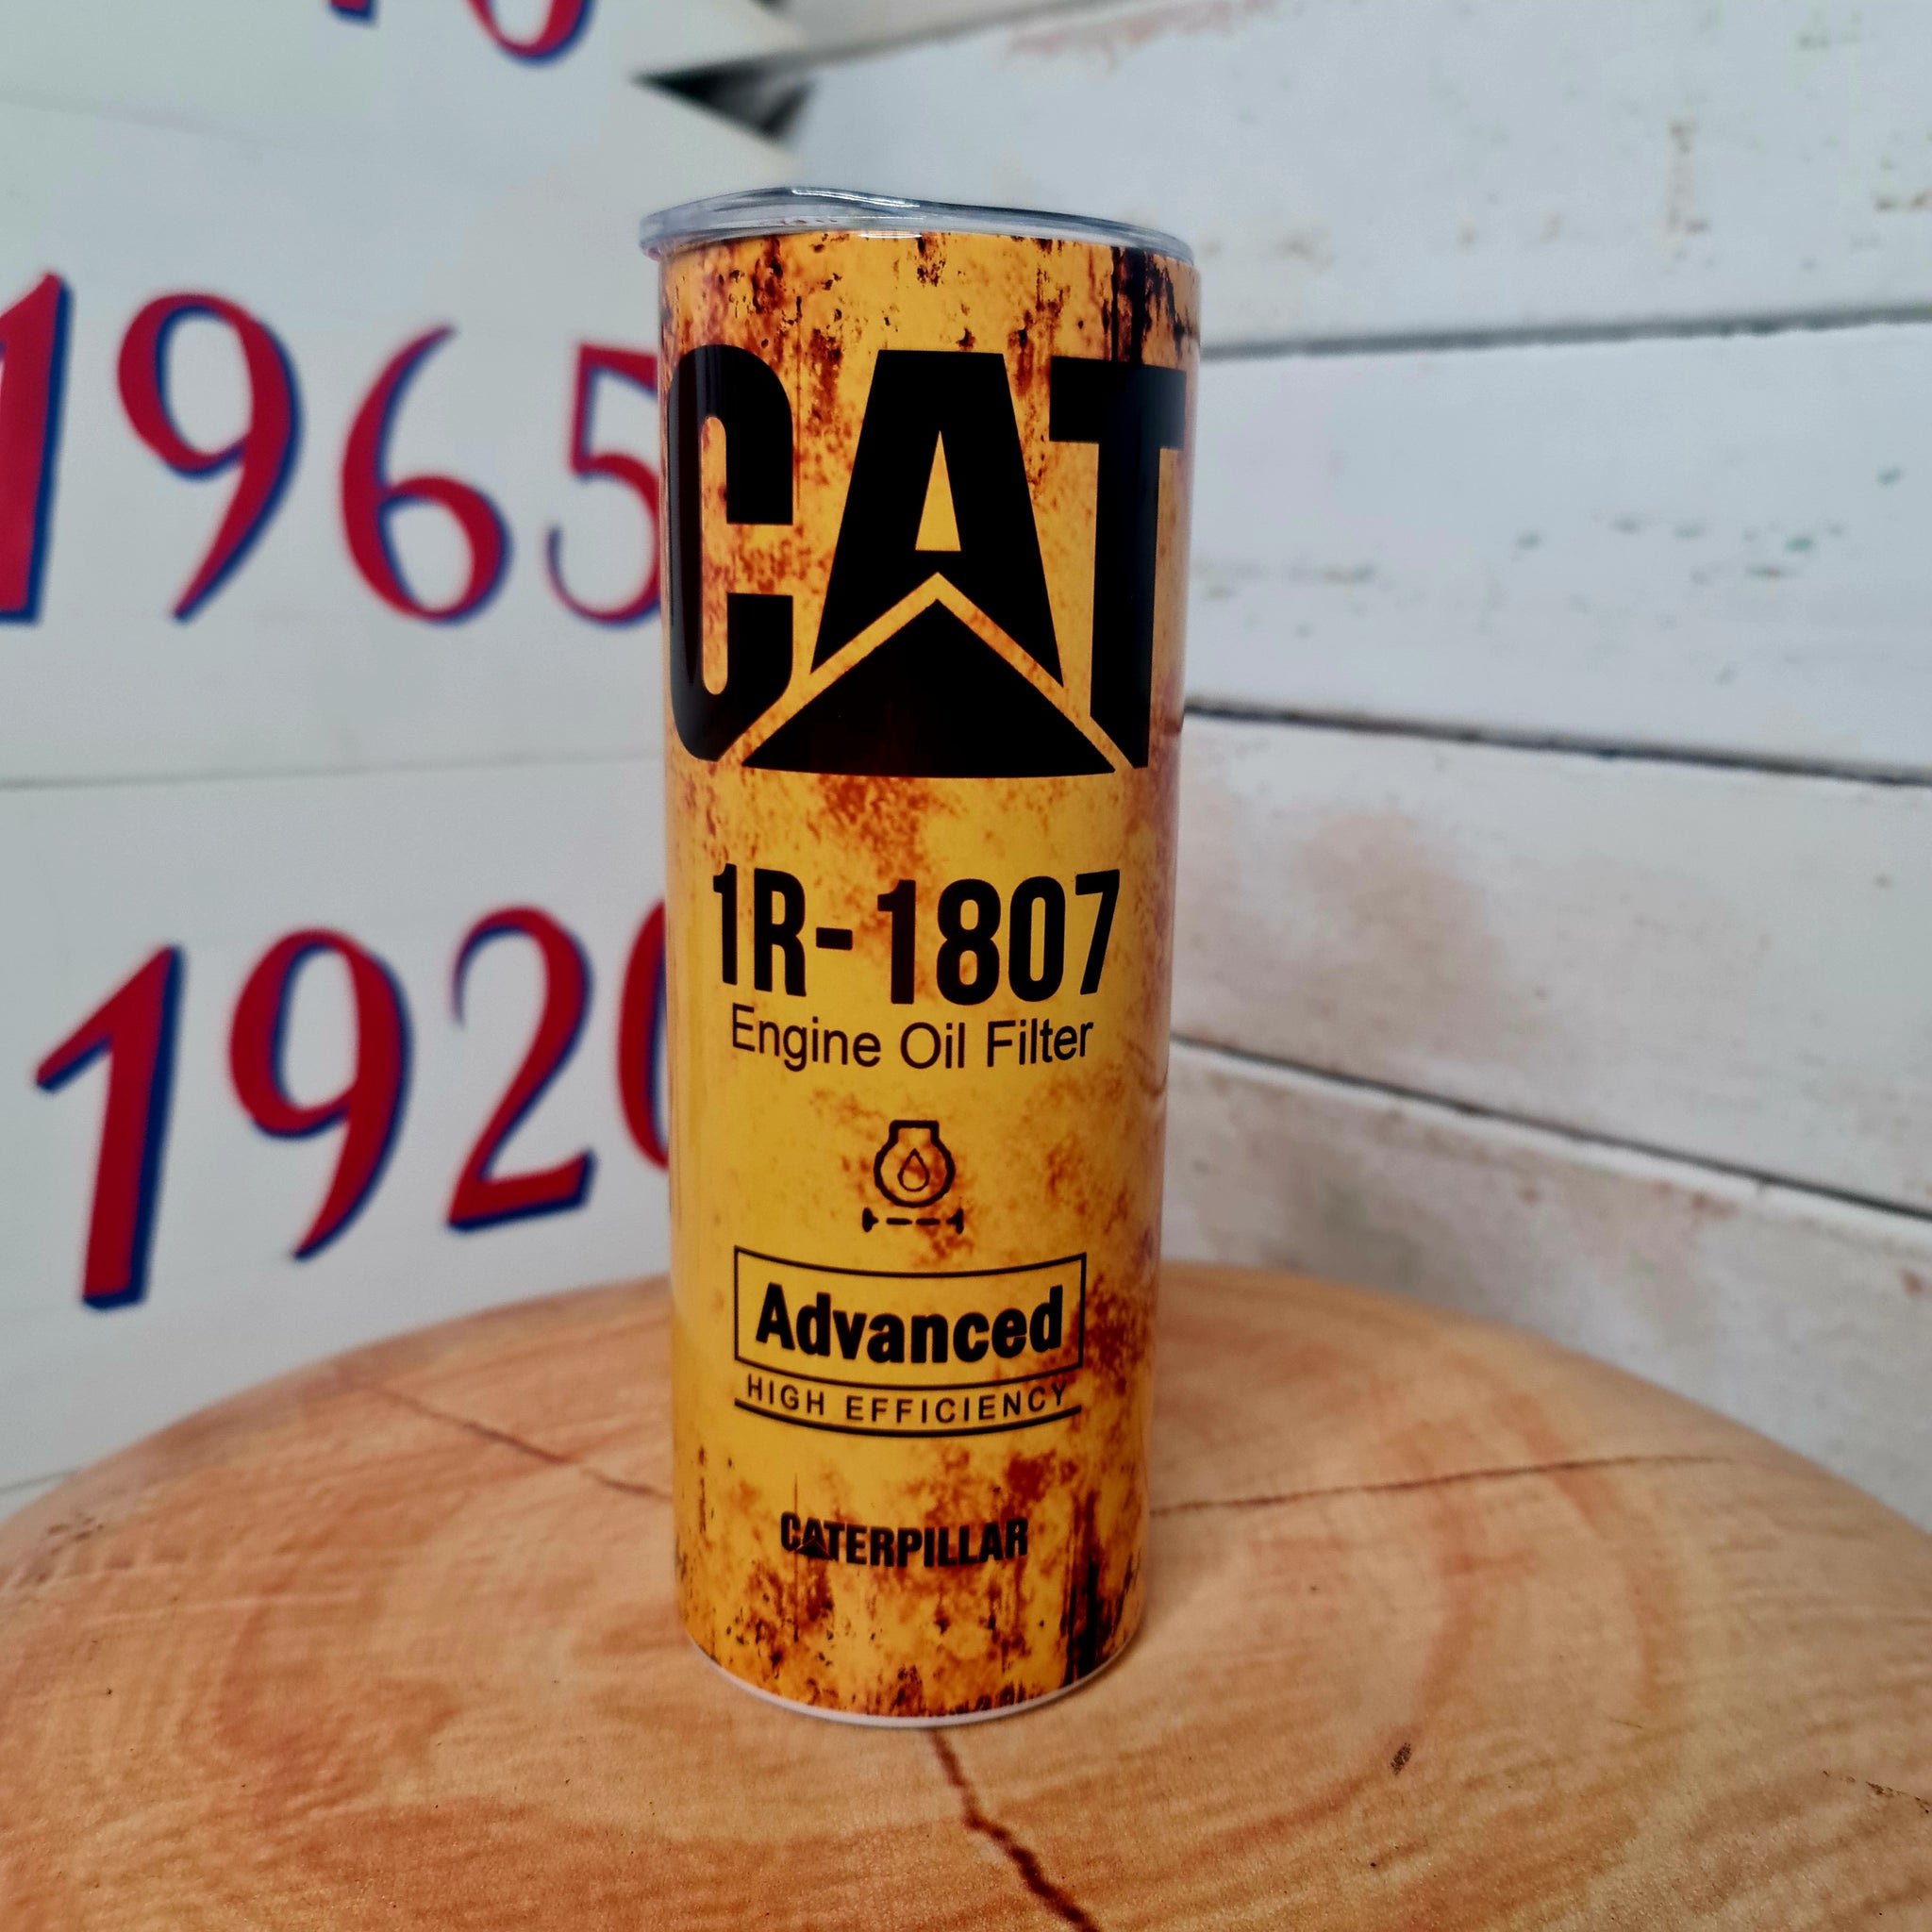 1965
1920
CAT
1R-1807
Engine Oil Filter
Advanced
HIGH EFFICIENCY
CATERPILLAR